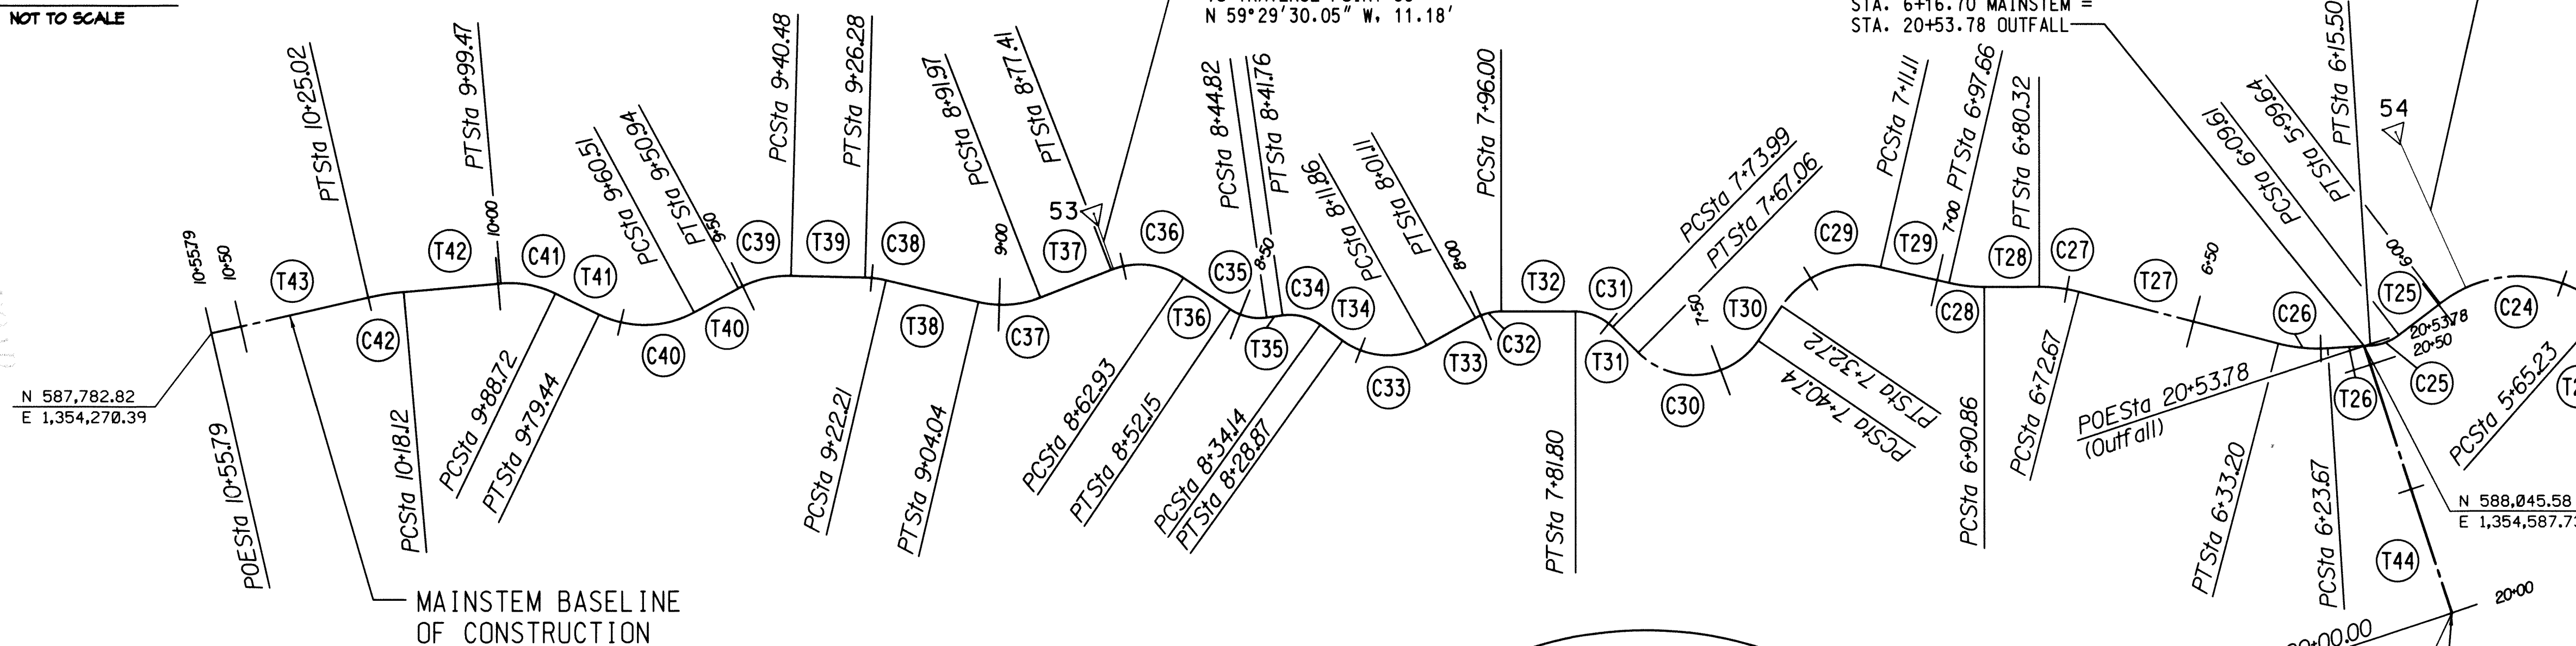 NOT TO SCALE
N 59°29'30.05" W, 11.18'
STA. 6+16.70 MAINSTEM =
STA. 20+53.78 OUTFALL
PTSta 10+25.02
PTSta 9+99.47
PCSta 9+60.51
PTSta 9+50.94
PCSta 9+40.48
PTSta 9+26.28
PCSta 8+91.97
PTSta 8+77.41
PCSta 8+44.82
PTSta 8+41.76
PCSta 8+11.86
PTSta 8+01.11
PCSta 7+96.00
PCSta 7+73.99
PTSta 7+67.06
PCSta 7+11.11
PTSta 6+97.66
PTSta 6+80.32
PCSta 6+09.61
PTSta 5+99.64
PTSta 6+15.50
53
54
10+55.79
10+50
10+00
9+50
9+00
8+50
8+00
7+50
7+00
6+50
6+00
T43
C42
T42
C41
T41
C40
T40
C39
T39
C38
T38
C37
T37
C36
T36
C35
T35
C34
T34
C33
T33
C32
T32
C31
T31
C30
T30
C29
T29
C28
T28
C27
T27
C26
T26
C25
T25
C24
T44
20+53.78
20+50
20+00
N 587,782.82
E 1,354,270.39
POESta 10+55.79
PCSta 10+18.12
PCSta 9+88.72
PTSta 9+79.44
PCSta 9+22.21
PTSta 9+04.04
PCSta 8+62.93
PTSta 8+52.15
PCSta 8+34.14
PTSta 8+28.87
PTSta 7+81.80
PCSta 7+40.74
PTSta 7+32.72
PCSta 6+90.86
PCSta 6+72.67
POESta 20+53.78
(Outfall)
PTSta 6+33.20
PCSta 6+23.67
PCSta 5+65.23
N 588,045.58
E 1,354,587.73
MAINSTEM BASELINE
OF CONSTRUCTION